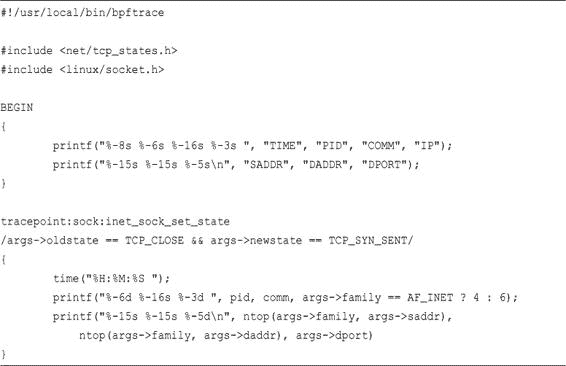 #!/usr/local/bin/bpftrace
#include <net/tcp_states.h>
#include <linux/socket.h>
BEGIN
{
printf("%-8s %-6s %-16s %-3s ", "TIME", "PID", "COMM", "IP");
printf("%-15s %-15s %-5s\n", "SADDR", "DADDR", "DPORT");
}
tracepoint:sock:inet_sock_set_state
/args->oldstate == TCP_CLOSE && args->newstate == TCP_SYN_SENT/
{
time("%H:%M:%S ");
printf("%-6d %-16s %-3d ", pid, comm, args->family == AF_INET ? 4 : 6);
printf("%-15s %-15s %-5d\n", ntop(args->family, args->saddr),
ntop(args->family, args->daddr), args->dport)
}